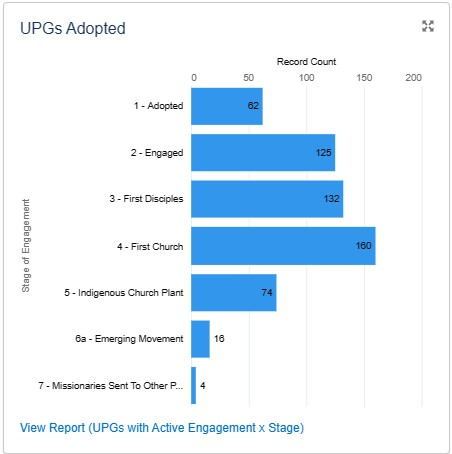 UPGs Adopted
Record Count
0 50 100 150 200
Stage of Engagement
1 - Adopted 62
2 - Engaged 125
3 - First Disciples 132
4 - First Church 160
5 - Indigenous Church Plant 74
6a - Emerging Movement 16
7 - Missionaries Sent To Other P... 4
View Report (UPGs with Active Engagement x Stage)